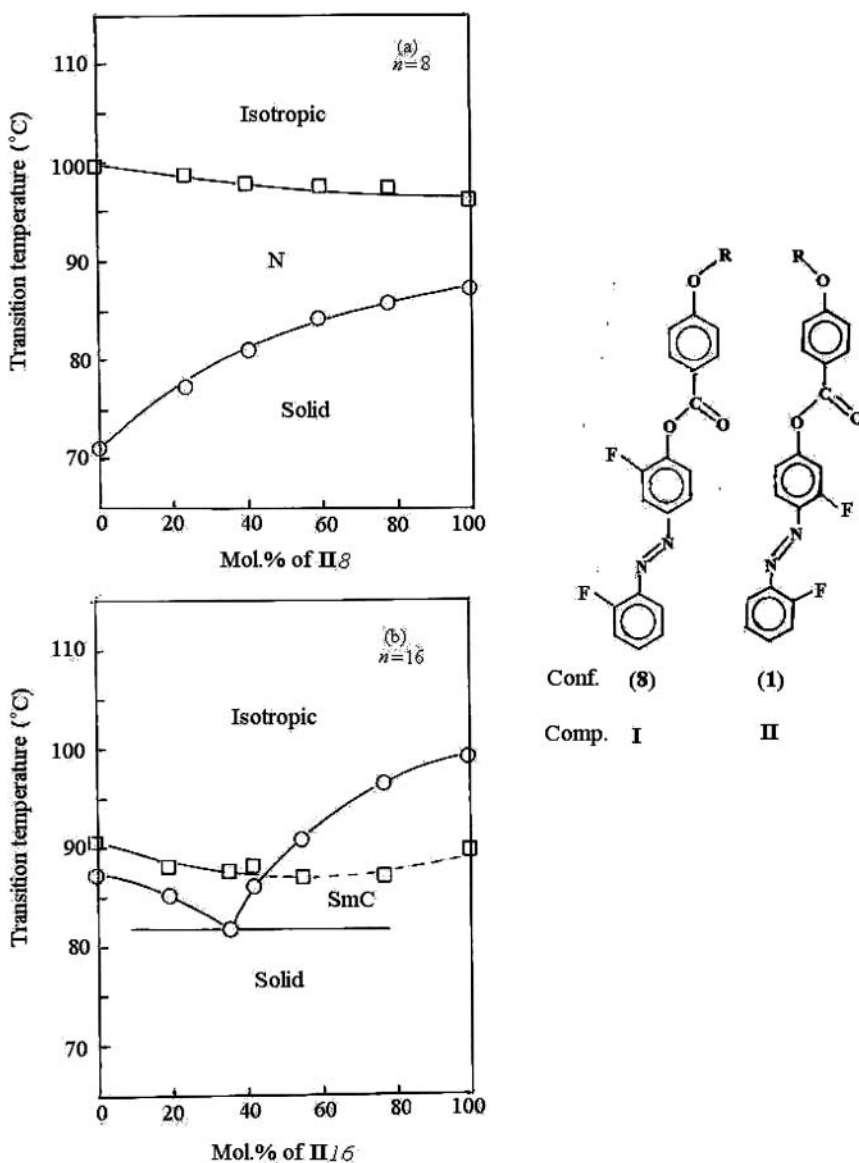 (a)
n=8
110
100
90
80
70
Transition temperature (°C)
Isotropic
N
Solid
0 20 40 60 80 100
Mol.% of II8
(b)
n=16
110
100
90
80
70
Transition temperature (°C)
Isotropic
SmC
Solid
0 20 40 60 80 100
Mol.% of II16
R R
O O
C O C O
O O
F F
N N
N N
F F
Conf. (8) (1)
Comp. I II